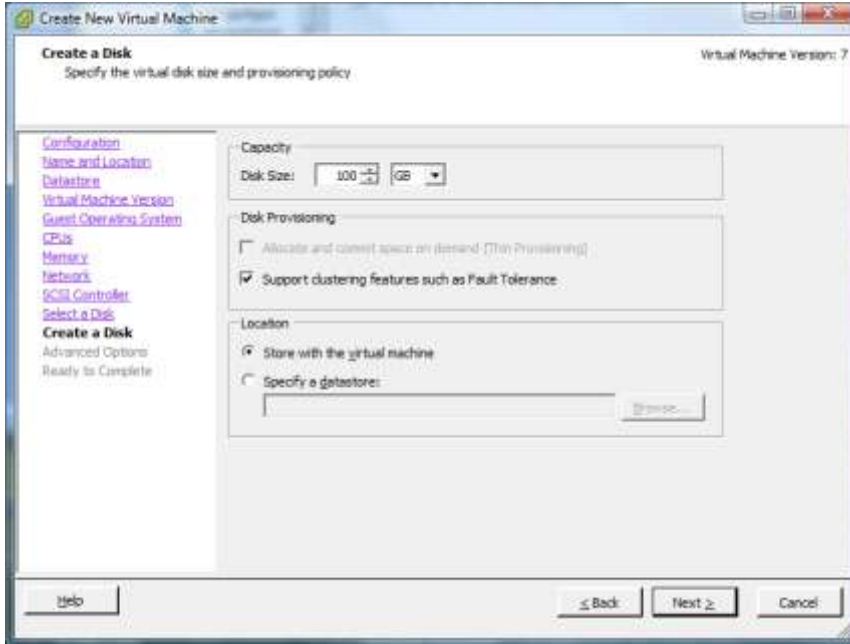 Create New Virtual Machine
Create a Disk
Specify the virtual disk size and provisioning policy
Virtual Machine Version: 7
Configuration
Name and Location
Datastore
Virtual Machine Version
Guest Operating System
CPUs
Memory
Network
SCSI Controller
Select a Disk
Create a Disk
Advanced Options
Ready to Complete
Capacity
Disk Size: 100 GB
Disk Provisioning
Allocate and commit space on demand (Thin Provisioning)
Support clustering features such as Fault Tolerance
Location
Store with the virtual machine
Specify a datastore:
Browse...
Help
≤ Back
Next ≥
Cancel